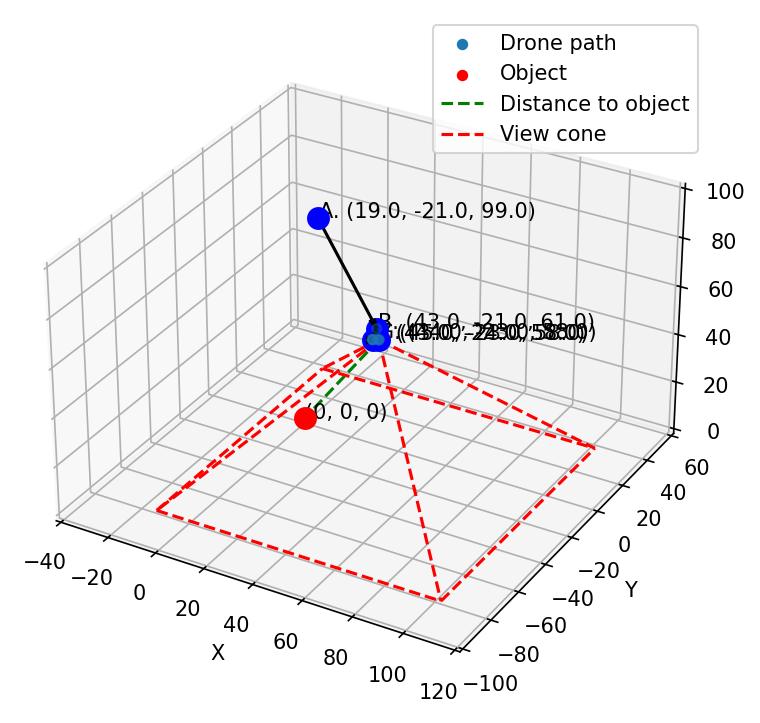 Drone path
Object
Distance to object
View cone
A. (19.0, -21.0, 99.0)
B. (43.0, -21.0, 61.0)
(0, 0, 0)
100
80
60
40
20
0
60
40
20
0
−20
−40
−60
−80
−100
Y
−40
−20
0
20
40
60
80
100
120
X